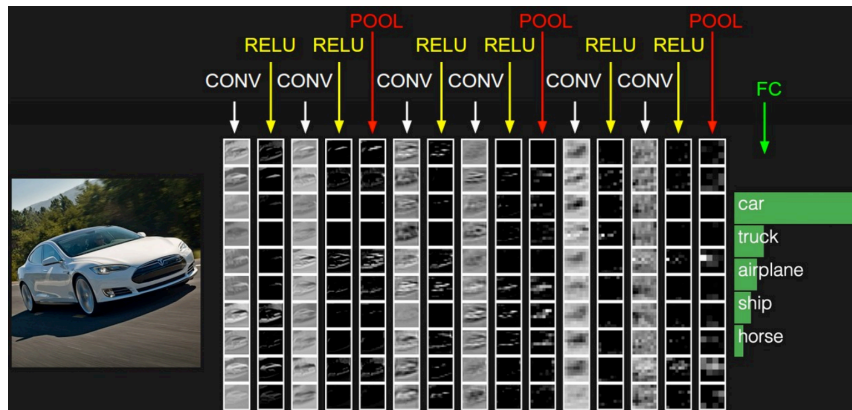 POOL POOL POOL
RELU RELU RELU RELU RELU RELU
CONV CONV CONV CONV CONV CONV
FC
car
truck
airplane
ship
horse